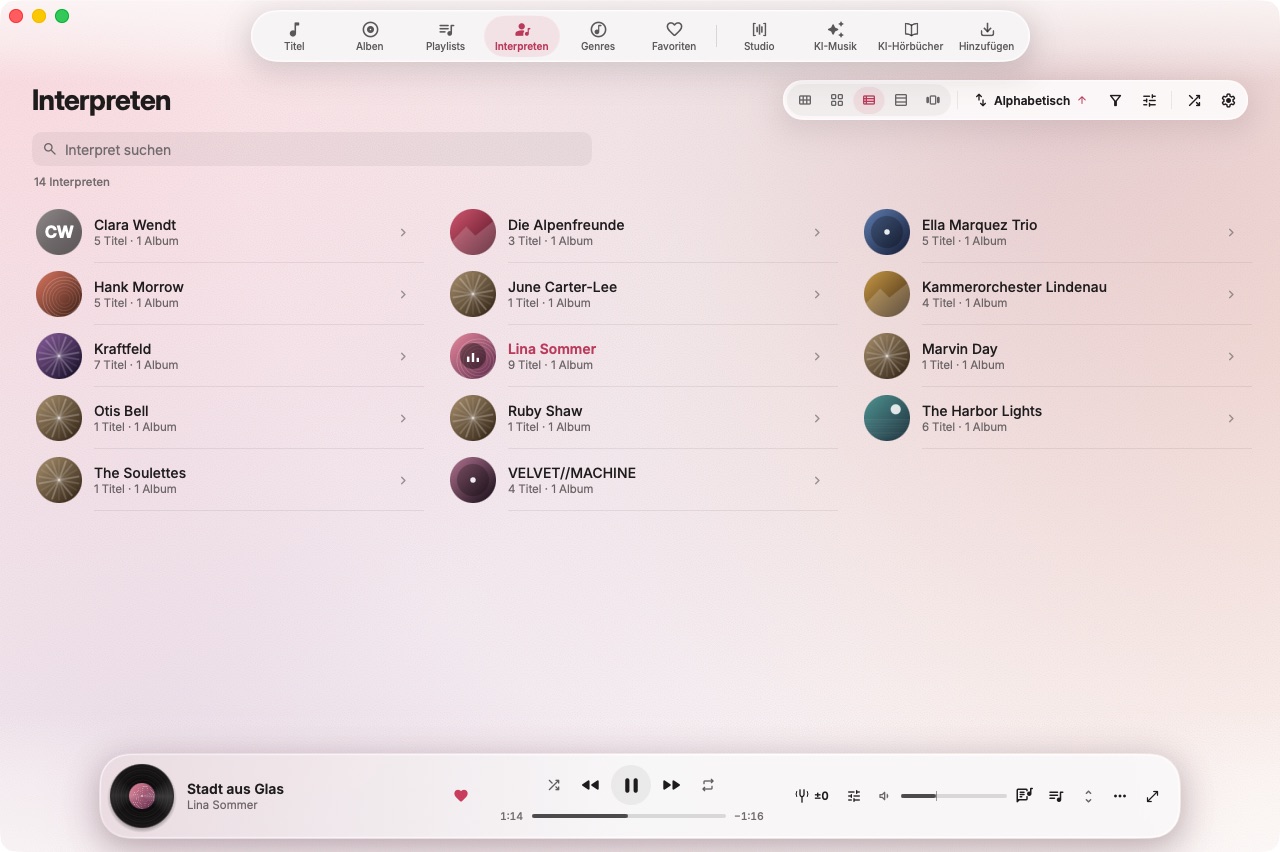 Titel
Alben
Playlists
Interpreten
Genres
Favoriten
Studio
KI-Musik
KI-Hörbücher
Hinzufügen
Interpreten
Alphabetisch
Interpret suchen
14 Interpreten
CW
Clara Wendt
5 Titel · 1 Album
Die Alpenfreunde
3 Titel · 1 Album
Ella Marquez Trio
5 Titel · 1 Album
Hank Morrow
5 Titel · 1 Album
June Carter-Lee
1 Titel · 1 Album
Kammerorchester Lindenau
4 Titel · 1 Album
Kraftfeld
7 Titel · 1 Album
Lina Sommer
9 Titel · 1 Album
Marvin Day
1 Titel · 1 Album
Otis Bell
1 Titel · 1 Album
Ruby Shaw
1 Titel · 1 Album
The Harbor Lights
6 Titel · 1 Album
The Soulettes
1 Titel · 1 Album
VELVET//MACHINE
4 Titel · 1 Album
Stadt aus Glas
Lina Sommer
1:14
−1:16
±0